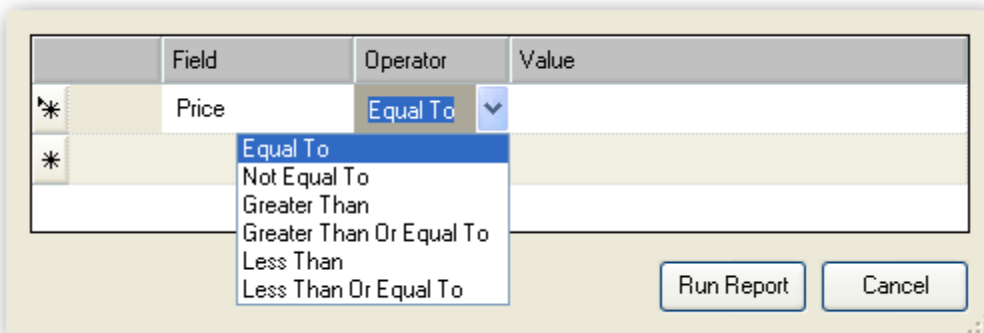 Field Operator Value
Price Equal To
Equal To
Not Equal To
Greater Than
Greater Than Or Equal To
Less Than
Less Than Or Equal To
Run Report Cancel